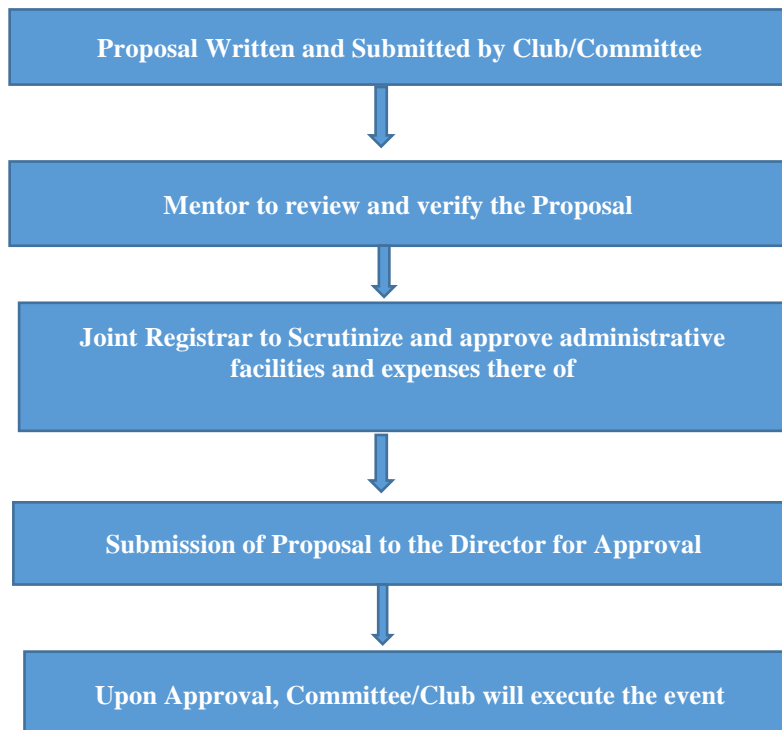 Proposal Written and Submitted by Club/Committee
Mentor to review and verify the Proposal
Joint Registrar to Scrutinize and approve administrative
facilities and expenses there of
Submission of Proposal to the Director for Approval
Upon Approval, Committee/Club will execute the event